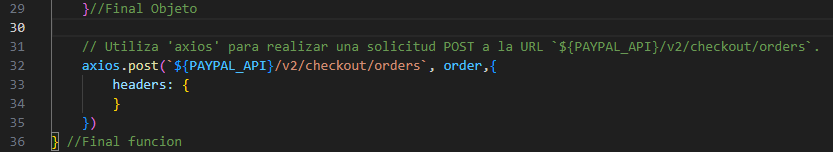 29 }//Final Objeto
30
31 // Utiliza 'axios' para realizar una solicitud POST a la URL `${PAYPAL_API}/v2/checkout/orders`.
32 axios.post(`${PAYPAL_API}/v2/checkout/orders`, order,{
33 headers: {
34 }
35 })
36 } //Final funcion